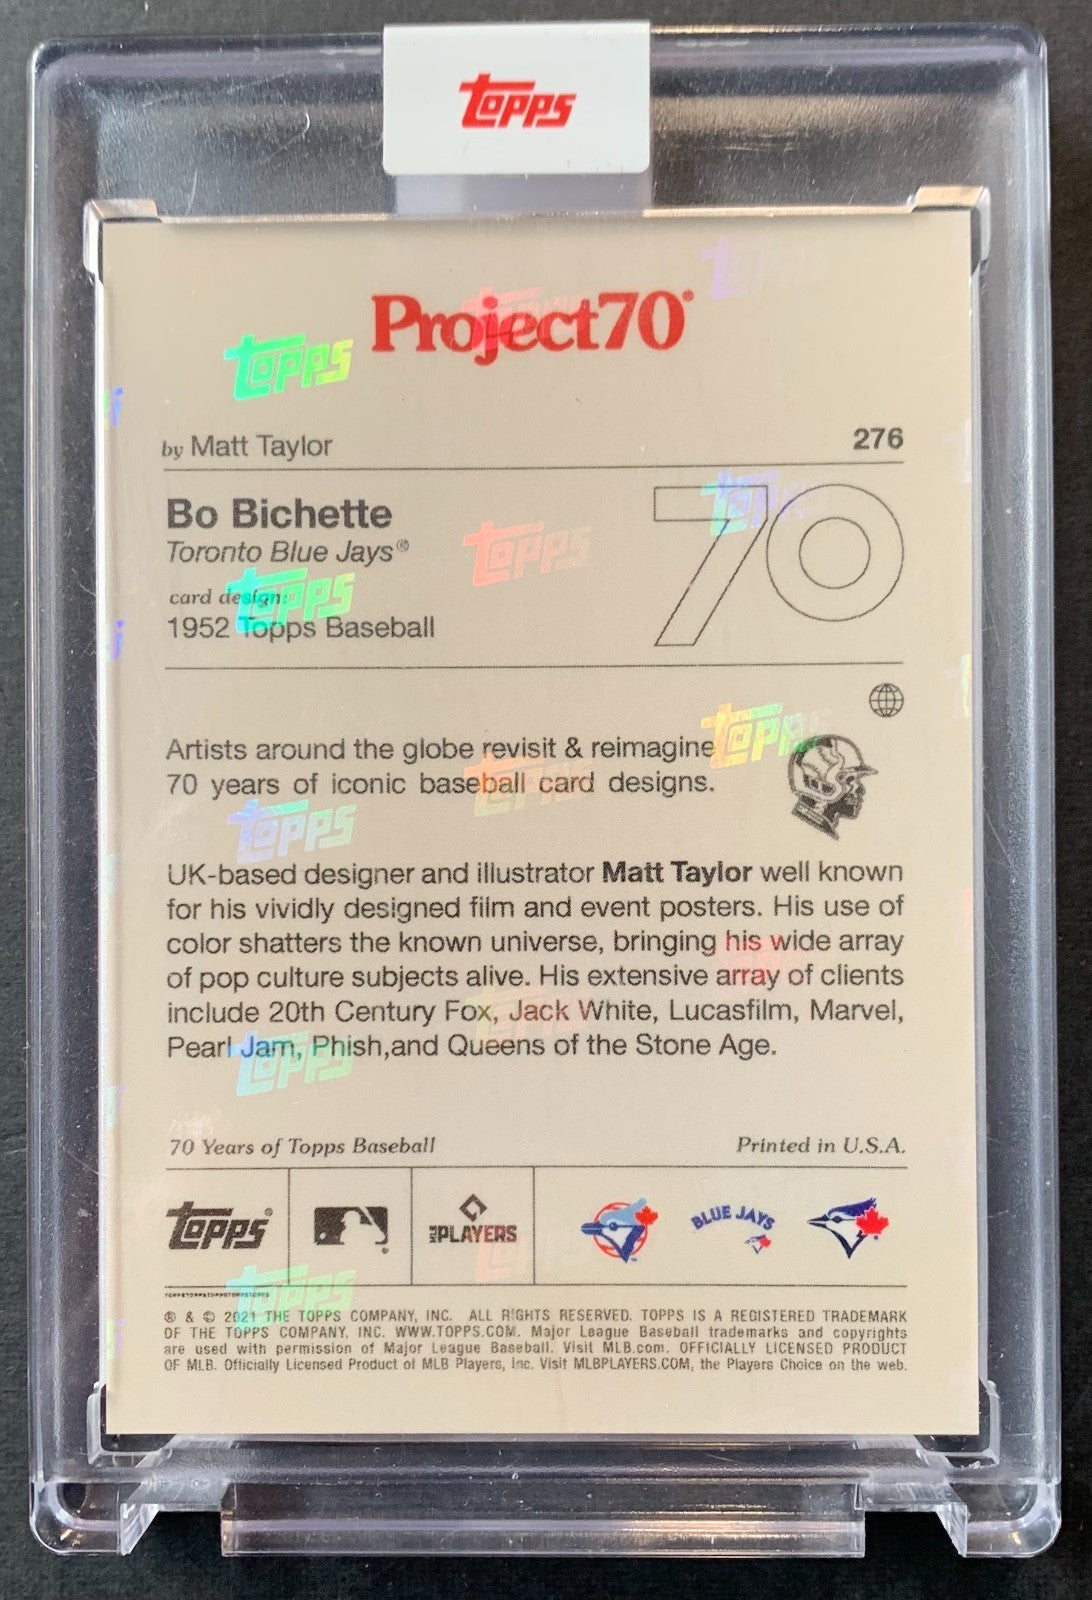 Topps
Project70®
by Matt Taylor
276
Bo Bichette
Toronto Blue Jays®
card design:
1952 Topps Baseball
70
Artists around the globe revisit & reimagine
70 years of iconic baseball card designs.
UK-based designer and illustrator Matt Taylor well known
for his vividly designed film and event posters. His use of
color shatters the known universe, bringing his wide array
of pop culture subjects alive. His extensive array of clients
include 20th Century Fox, Jack White, Lucasfilm, Marvel,
Pearl Jam, Phish,and Queens of the Stone Age.
70 Years of Topps Baseball
Printed in U.S.A.
Topps®
MLB PLAYERS
BLUE JAYS
® & © 2021 THE TOPPS COMPANY, INC. ALL RIGHTS RESERVED. TOPPS IS A REGISTERED TRADEMARK
OF THE TOPPS COMPANY, INC. WWW.TOPPS.COM. Major League Baseball trademarks and copyrights
are used with permission of Major League Baseball. Visit MLB.com. OFFICIALLY LICENSED PRODUCT
OF MLB. Officially Licensed Product of MLB Players, Inc. Visit MLBPLAYERS.COM, the Players Choice on the web.